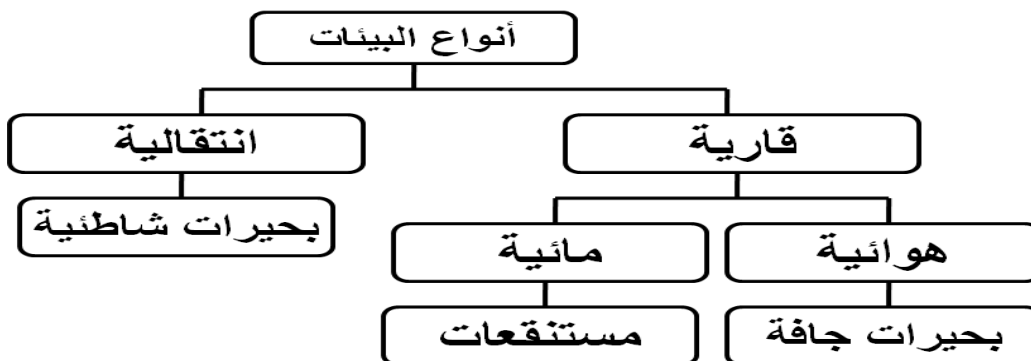 أنواع البيئات
قارية
انتقالية
هوائية
مائية
بحيرات شاطئية
بحيرات جافة
مستنقعات